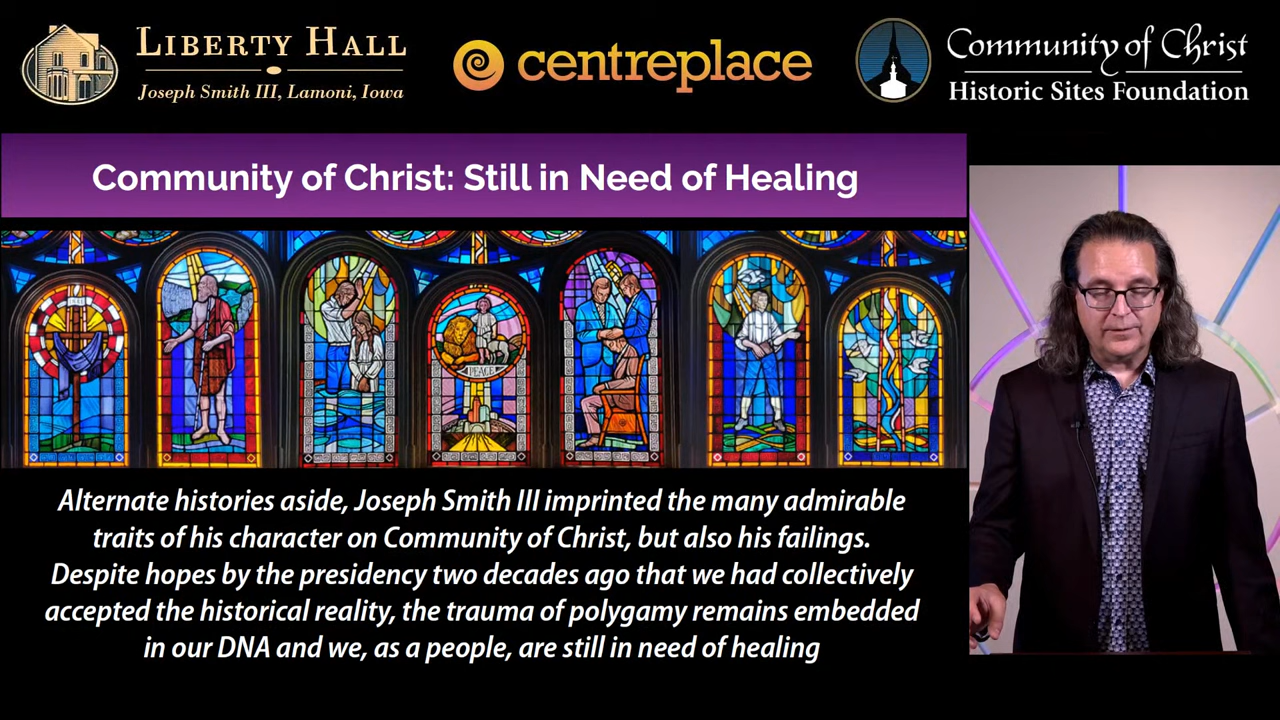 LIBERTY HALL
Joseph Smith III, Lamoni, Iowa
centreplace
Community of Christ
Historic Sites Foundation
Community of Christ: Still in Need of Healing
PEACE
Alternate histories aside, Joseph Smith III imprinted the many admirable
traits of his character on Community of Christ, but also his failings.
Despite hopes by the presidency two decades ago that we had collectively
accepted the historical reality, the trauma of polygamy remains embedded
in our DNA and we, as a people, are still in need of healing